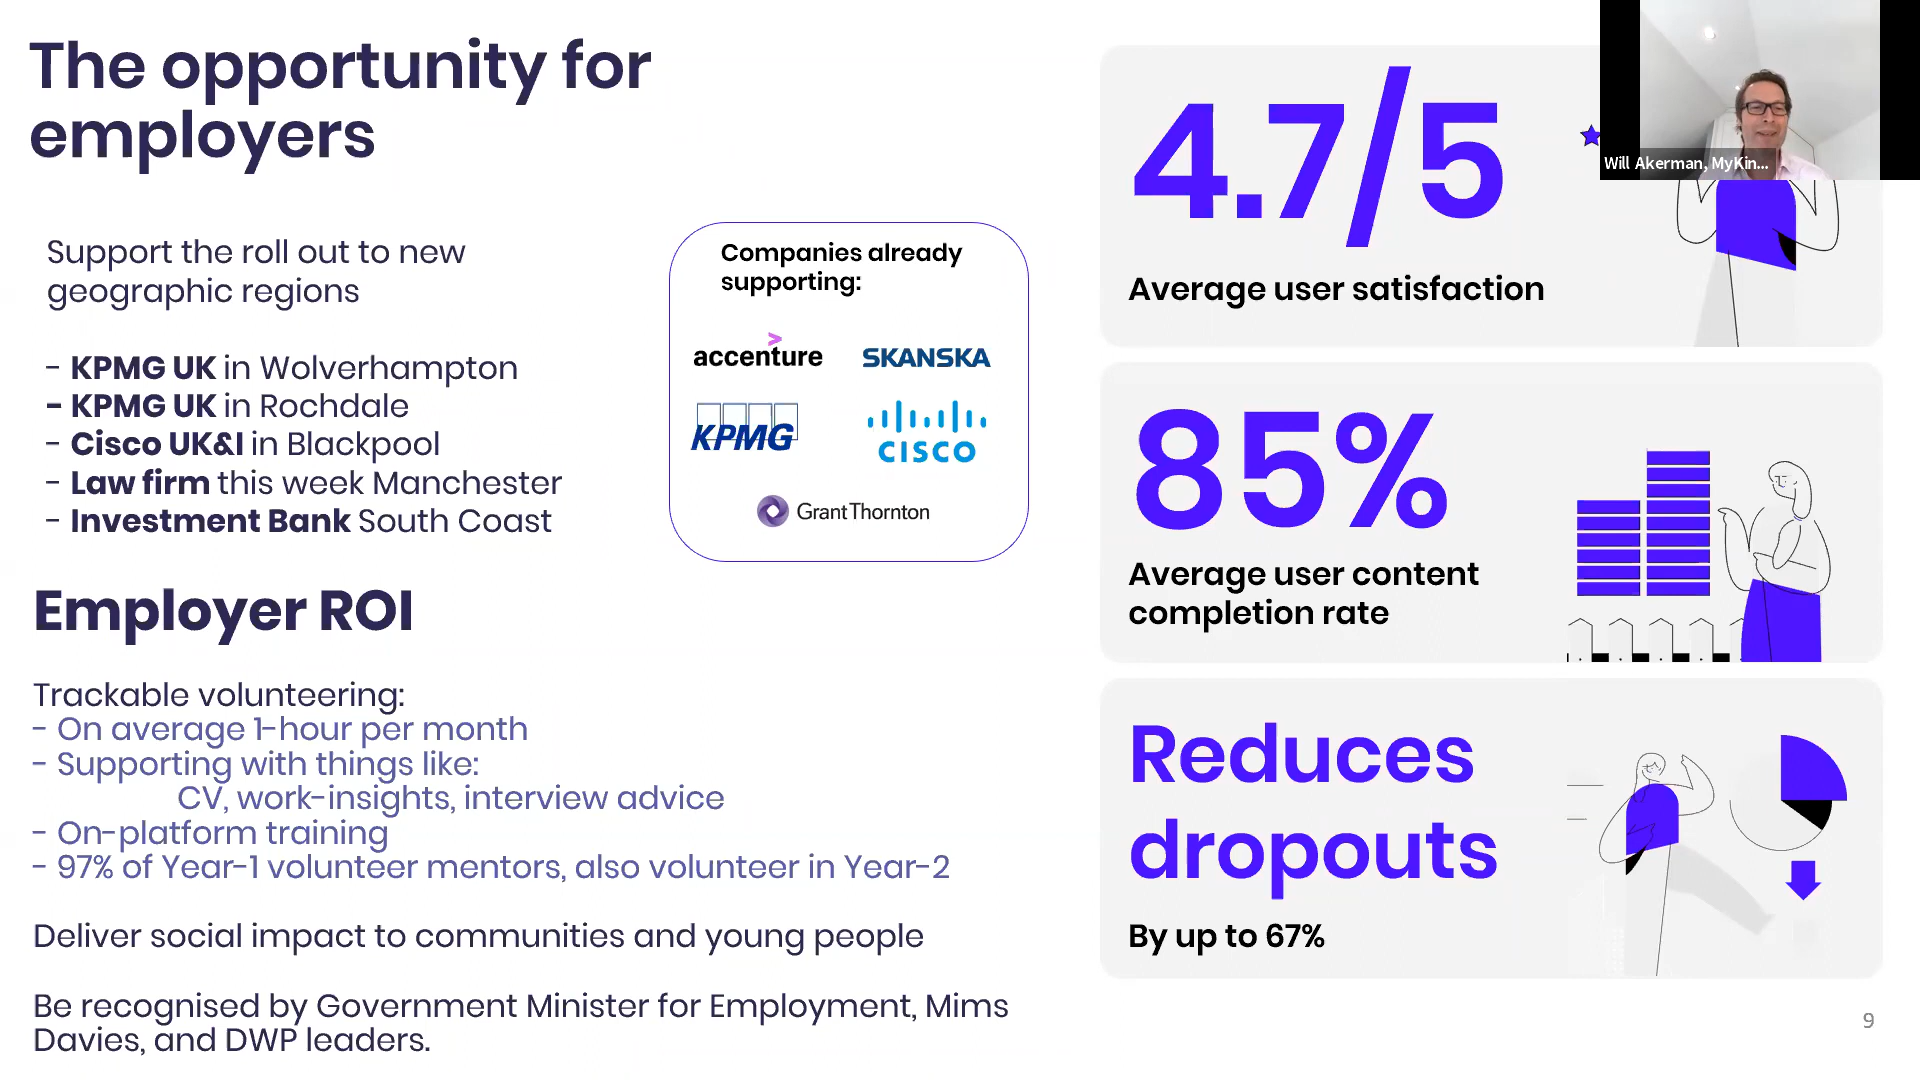 The opportunity for
employers
Support the roll out to new
geographic regions
- KPMG UK in Wolverhampton
- KPMG UK in Rochdale
- Cisco UK&I in Blackpool
- Law firm this week Manchester
- Investment Bank South Coast
Companies already
supporting:
accenture
SKANSKA
KPMG
CISCO
Grant Thornton
Employer ROI
Trackable volunteering:
- On average 1-hour per month
- Supporting with things like:
CV, work-insights, interview advice
- On-platform training
- 97% of Year-1 volunteer mentors, also volunteer in Year-2
Deliver social impact to communities and young people
Be recognised by Government Minister for Employment, Mims
Davies, and DWP leaders.
4.7/5
Average user satisfaction
85%
Average user content
completion rate
Reduces
dropouts
By up to 67%
Will Akerman, MyKin...
9